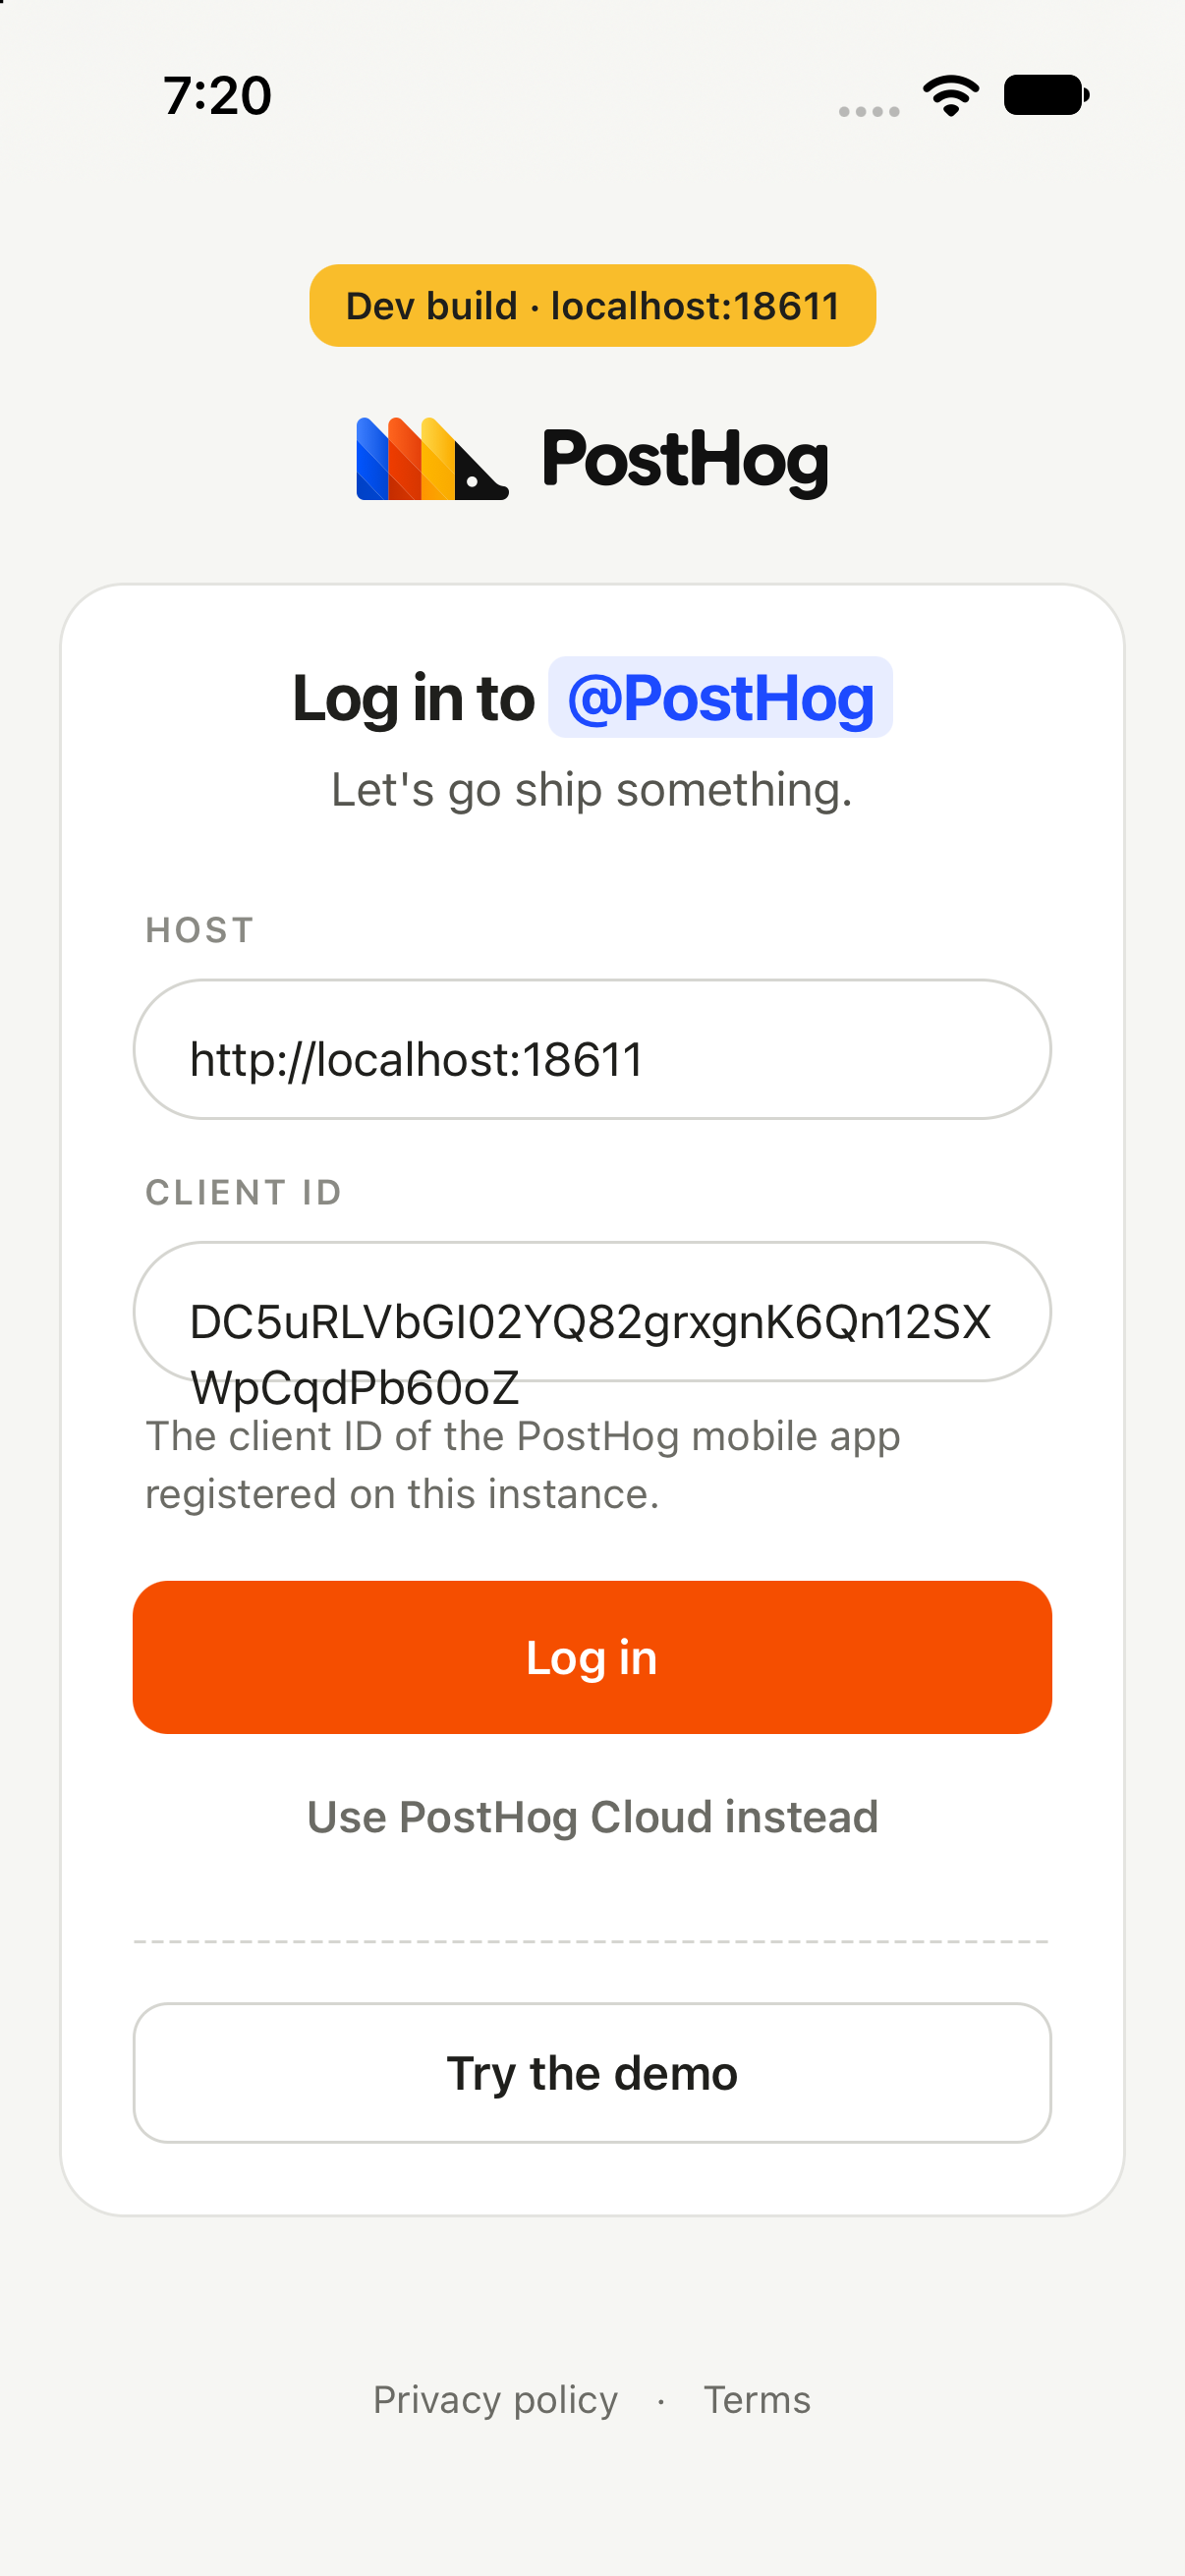 7:20
Dev build · localhost:18611
PostHog
Log in to @PostHog
Let's go ship something.
HOST
http://localhost:18611
CLIENT ID
DC5uRLVbGI02YQ82grxgnK6Qn12SX
WpCqdPb60oZ
The client ID of the PostHog mobile app
registered on this instance.
Log in
Use PostHog Cloud instead
Try the demo
Privacy policy · Terms